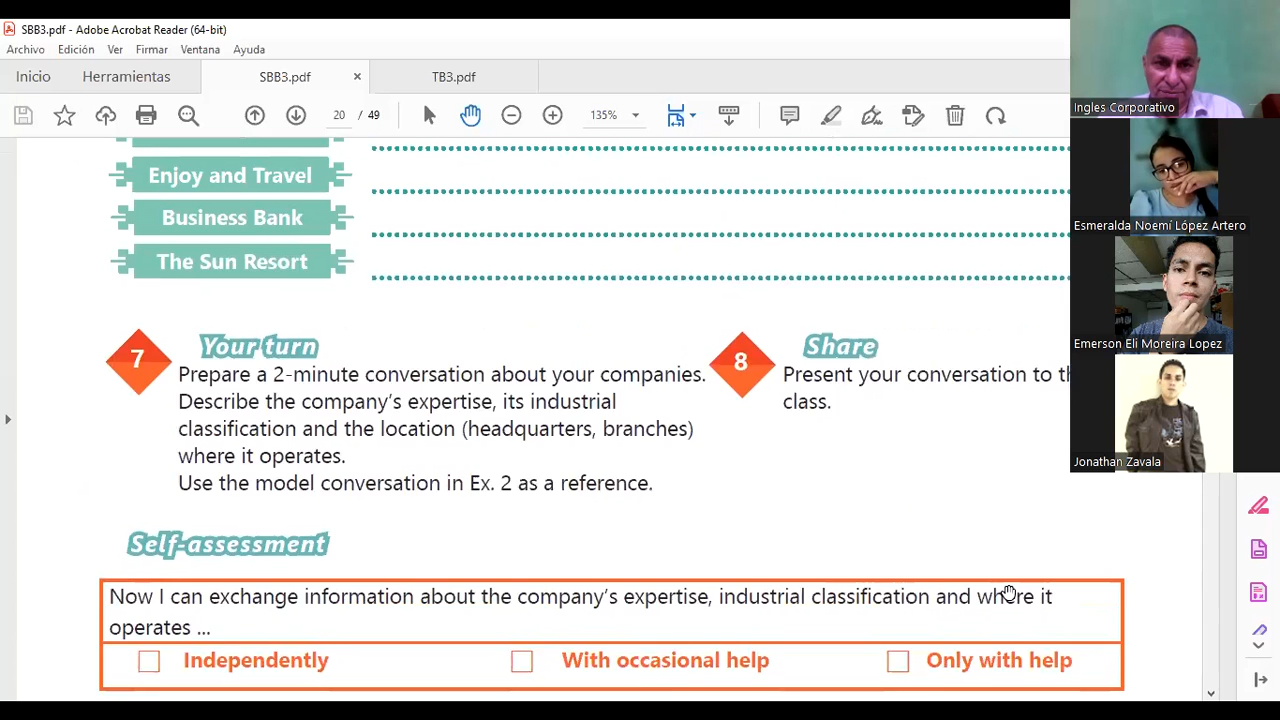 SBB3.pdf - Adobe Acrobat Reader (64-bit)
Archivo Edición Ver Firmar Ventana Ayuda
Inicio Herramientas SBB3.pdf × TB3.pdf
20 / 49 135%
Enjoy and Travel
Business Bank
The Sun Resort
7 Your turn
Prepare a 2-minute conversation about your companies.
Describe the company's expertise, its industrial
classification and the location (headquarters, branches)
where it operates.
Use the model conversation in Ex. 2 as a reference.
8 Share
Present your conversation to th
class.
Self-assessment
Now I can exchange information about the company's expertise, industrial classification and where it
operates ...
Independently With occasional help Only with help
Ingles Corporativo
Esmeralda Noemí López Artero
Emerson Eli Moreira Lopez
Jonathan Zavala